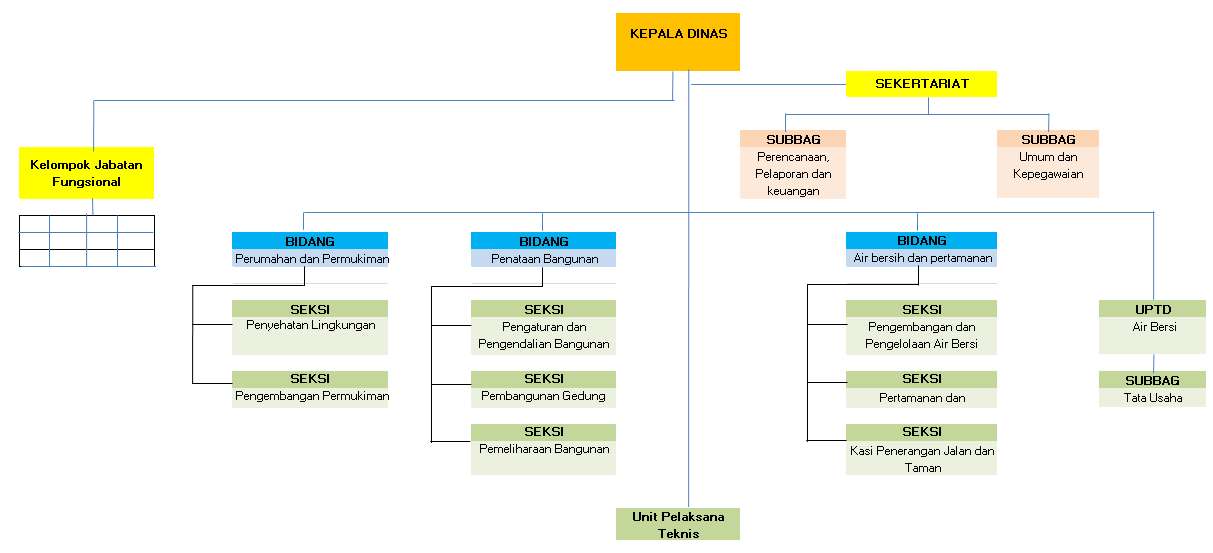 KEPALA DINAS
SEKERTARIAT
SUBBAG
Perencanaan,
Pelaporan dan
keuangan
SUBBAG
Umum dan
Kepegawaian
Kelompok Jabatan
Fungsional
BIDANG
Perumahan dan Permukiman
SEKSI
Penyehatan Lingkungan
SEKSI
Pengembangan Permukiman
BIDANG
Penataan Bangunan
SEKSI
Pengaturan dan
Pengendalian Bangunan
SEKSI
Pembangunan Gedung
SEKSI
Pemeliharaan Bangunan
BIDANG
Air bersih dan pertamanan
SEKSI
Pengembangan dan
Pengelolaan Air Bersi
SEKSI
Pertamanan dan
SEKSI
Kasi Penerangan Jalan dan
Taman
UPTD
Air Bersi
SUBBAG
Tata Usaha
Unit Pelaksana
Teknis